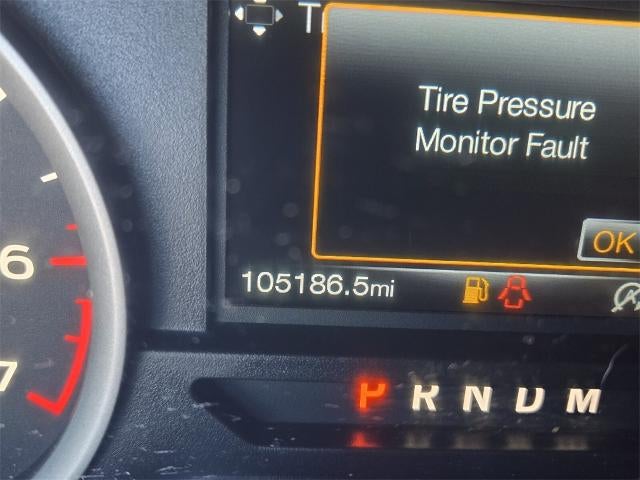 T
Tire Pressure
Monitor Fault
OK
105186.5mi
6
7
P R N D M